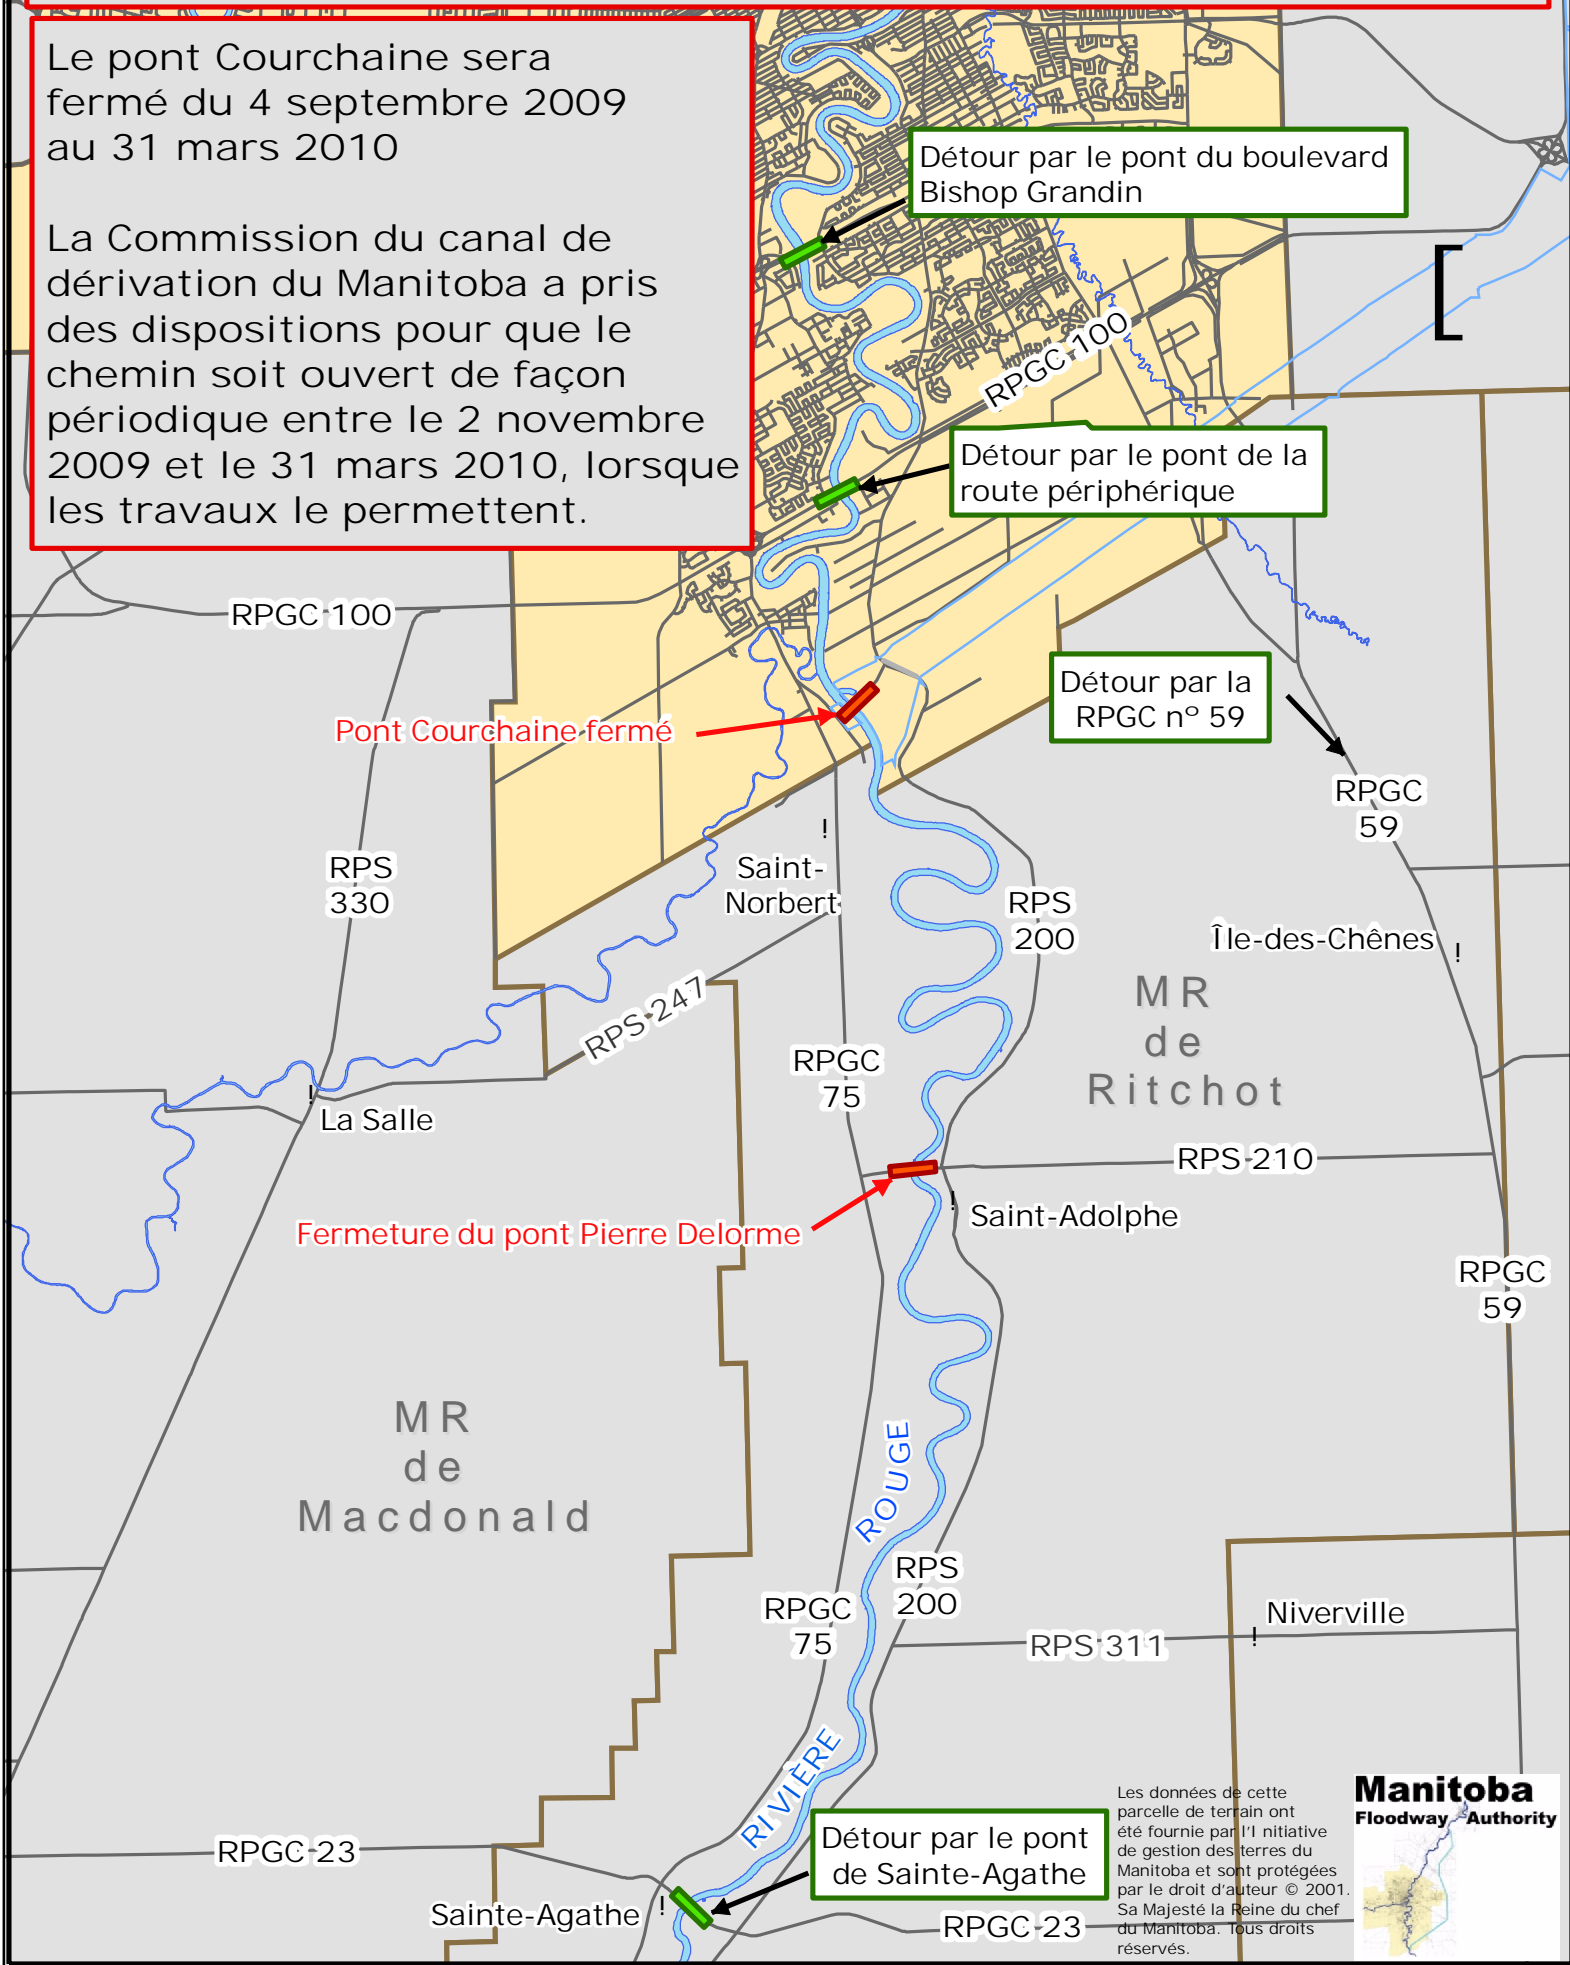 Le pont Courchaine sera
fermé du 4 septembre 2009
au 31 mars 2010
La Commission du canal de
dérivation du Manitoba a pris
des dispositions pour que le
chemin soit ouvert de façon
périodique entre le 2 novembre
2009 et le 31 mars 2010, lorsque
les travaux le permettent.
Détour par le pont du boulevard
Bishop Grandin
[
RPGC 100
Détour par le pont de la
route périphérique
RPGC 100
Détour par la
RPGC nº 59
Pont Courchaine fermé
RPGC
59
!
Saint-
Norbert
RPS
330
RPS
200
Île-des-Chênes
!
MR
de
Ritchot
RPS 247
RPGC
75
!
La Salle
RPS 210
!
Saint-Adolphe
Fermeture du pont Pierre Delorme
RPGC
59
MR
de
Macdonald
ROUGE
RPS
200
RPGC
75
Niverville
!
RPS 311
RIVIÈRE
RPGC 23
Détour par le pont
de Sainte-Agathe
Sainte-Agathe
!
RPGC 23
Les données de cette
parcelle de terrain ont
été fournie par l'I nitiative
de gestion des terres du
Manitoba et sont protégées
par le droit d'auteur © 2001.
Sa Majesté la Reine du chef
du Manitoba. Tous droits
réservés.
Manitoba
Floodway Authority